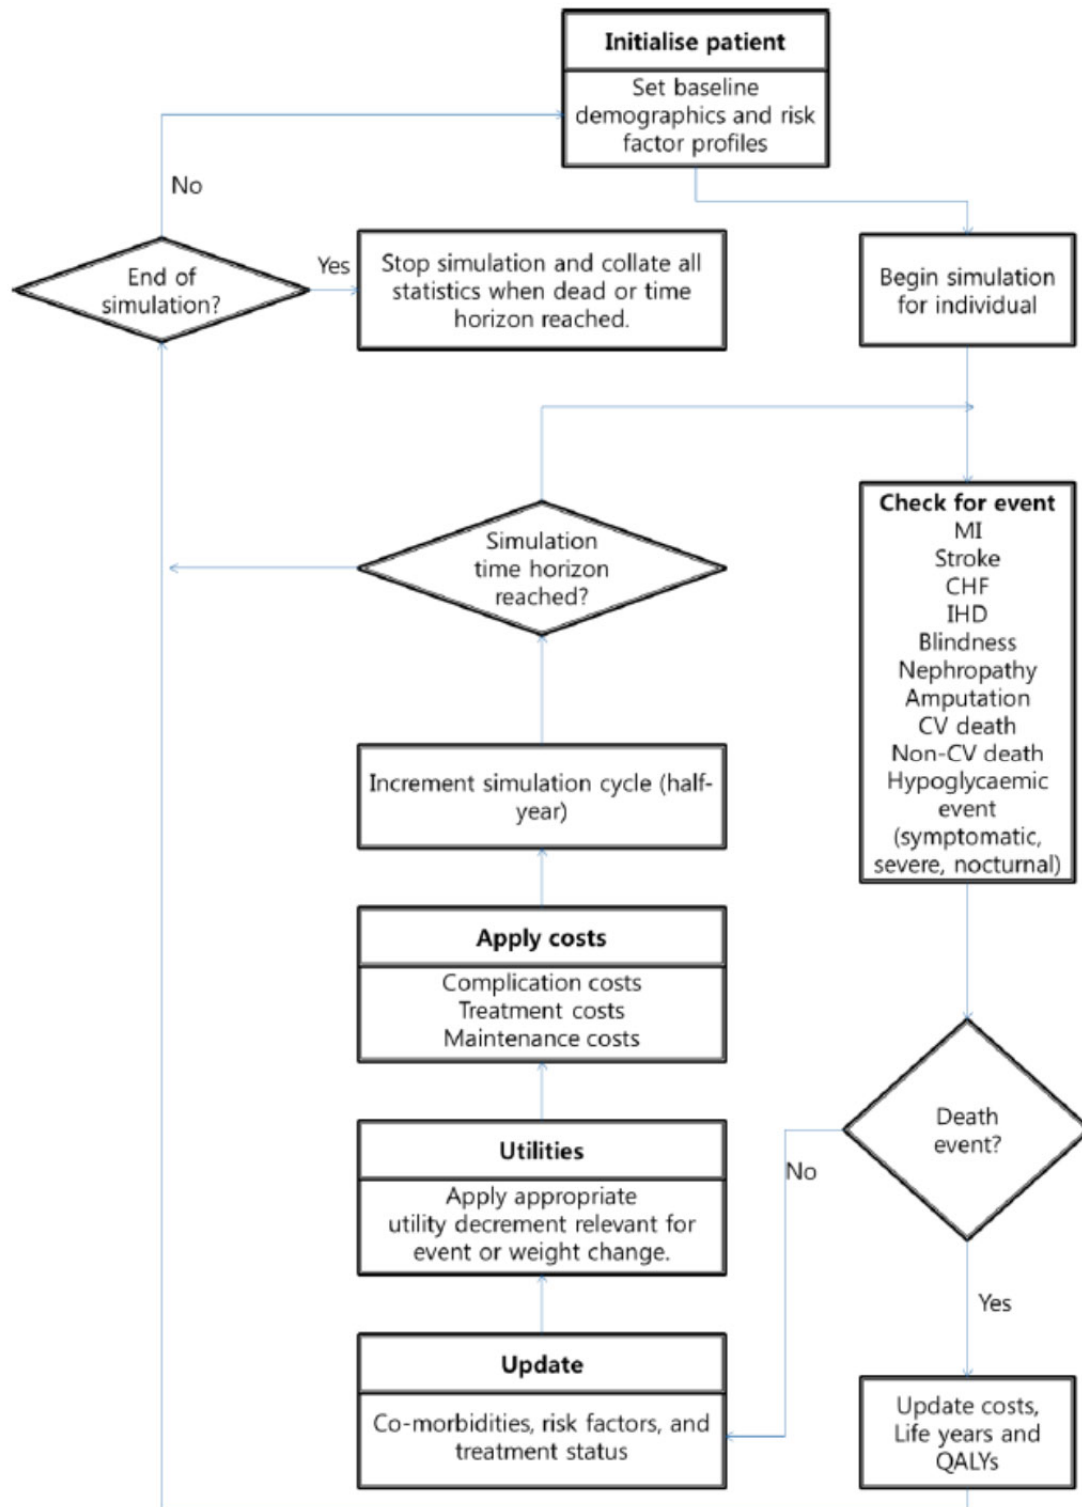 Initialise patient
Set baseline
demographics and risk
factor profiles
No
End of
simulation?
Yes
Stop simulation and collate all
statistics when dead or time
horizon reached.
Begin simulation
for individual
Simulation
time horizon
reached?
Check for event
MI
Stroke
CHF
IHD
Blindness
Nephropathy
Amputation
CV death
Non-CV death
Hypoglycaemic
event
(symptomatic,
severe, nocturnal)
Increment simulation cycle (half-
year)
Apply costs
Complication costs
Treatment costs
Maintenance costs
Death
event?
No
Utilities
Apply appropriate
utility decrement relevant for
event or weight change.
Yes
Update
Co-morbidities, risk factors, and
treatment status
Update costs,
Life years and
QALYs